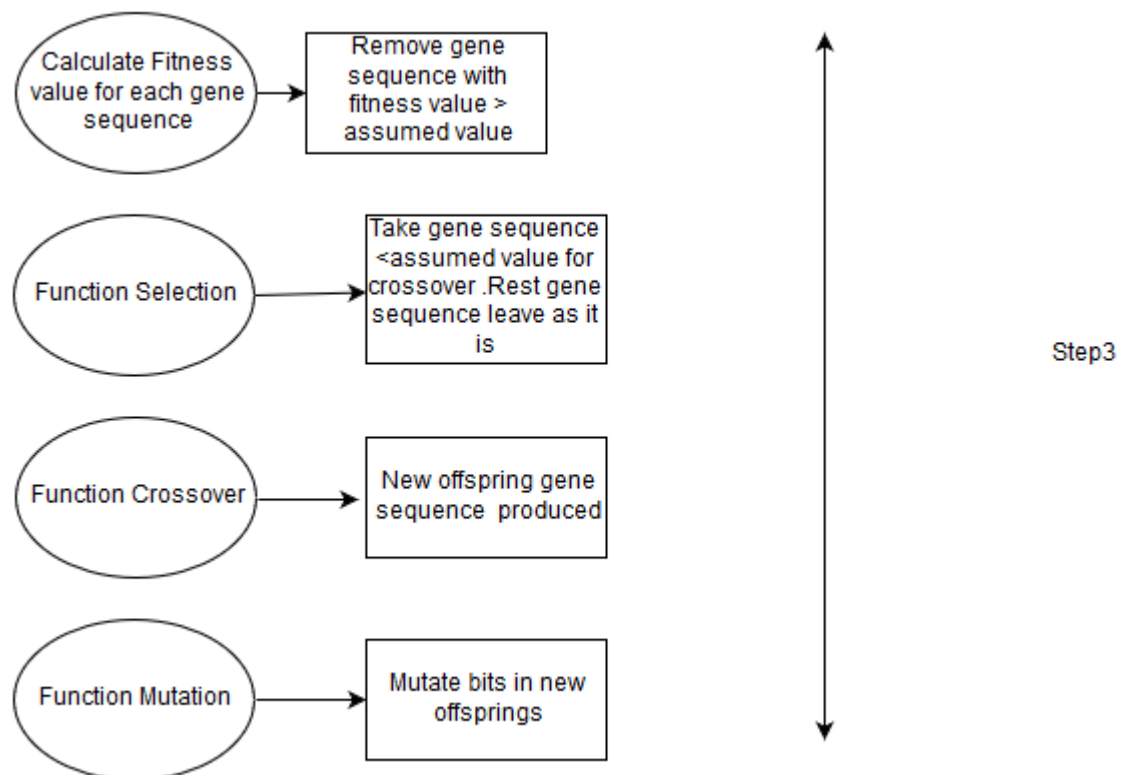 Calculate Fitness
value for each gene
sequence
Remove gene
sequence with
fitness value >
assumed value
Function Selection
Take gene sequence
<assumed value for
crossover .Rest gene
sequence leave as it
is
Step3
Function Crossover
New offspring gene
sequence produced
Function Mutation
Mutate bits in new
offsprings